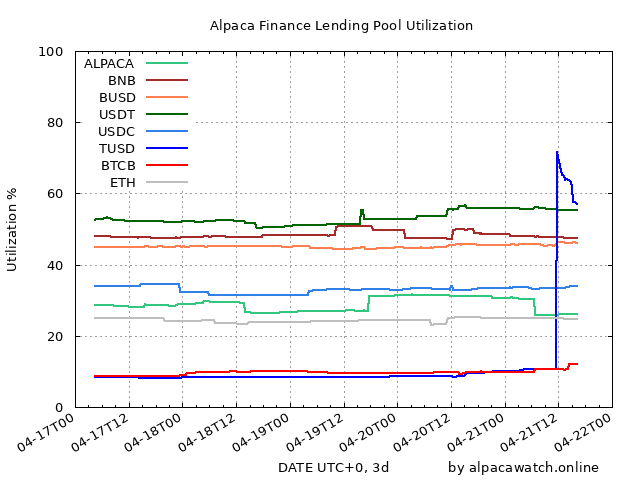 Alpaca Finance Lending Pool Utilization
100
80
60
40
20
0
Utilization %
ALPACA
BNB
BUSD
USDT
USDC
TUSD
BTCB
ETH
04-17T00
04-17T12
04-18T00
04-18T12
04-19T00
04-19T12
04-20T00
04-20T12
04-21T00
04-21T12
04-22T00
DATE UTC+0, 3d
by alpacawatch.online